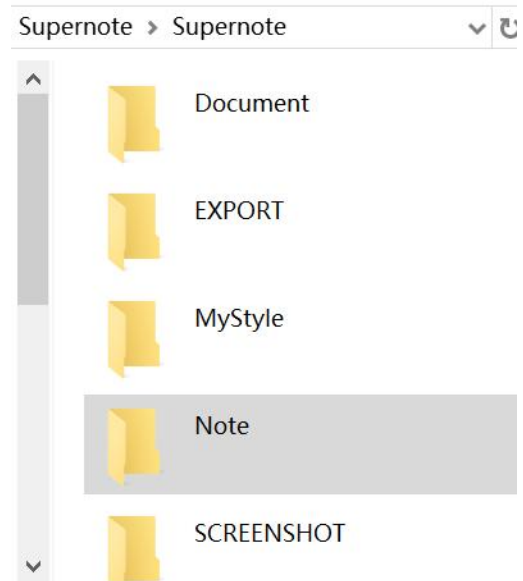 Supernote > Supernote
Document
EXPORT
MyStyle
Note
SCREENSHOT